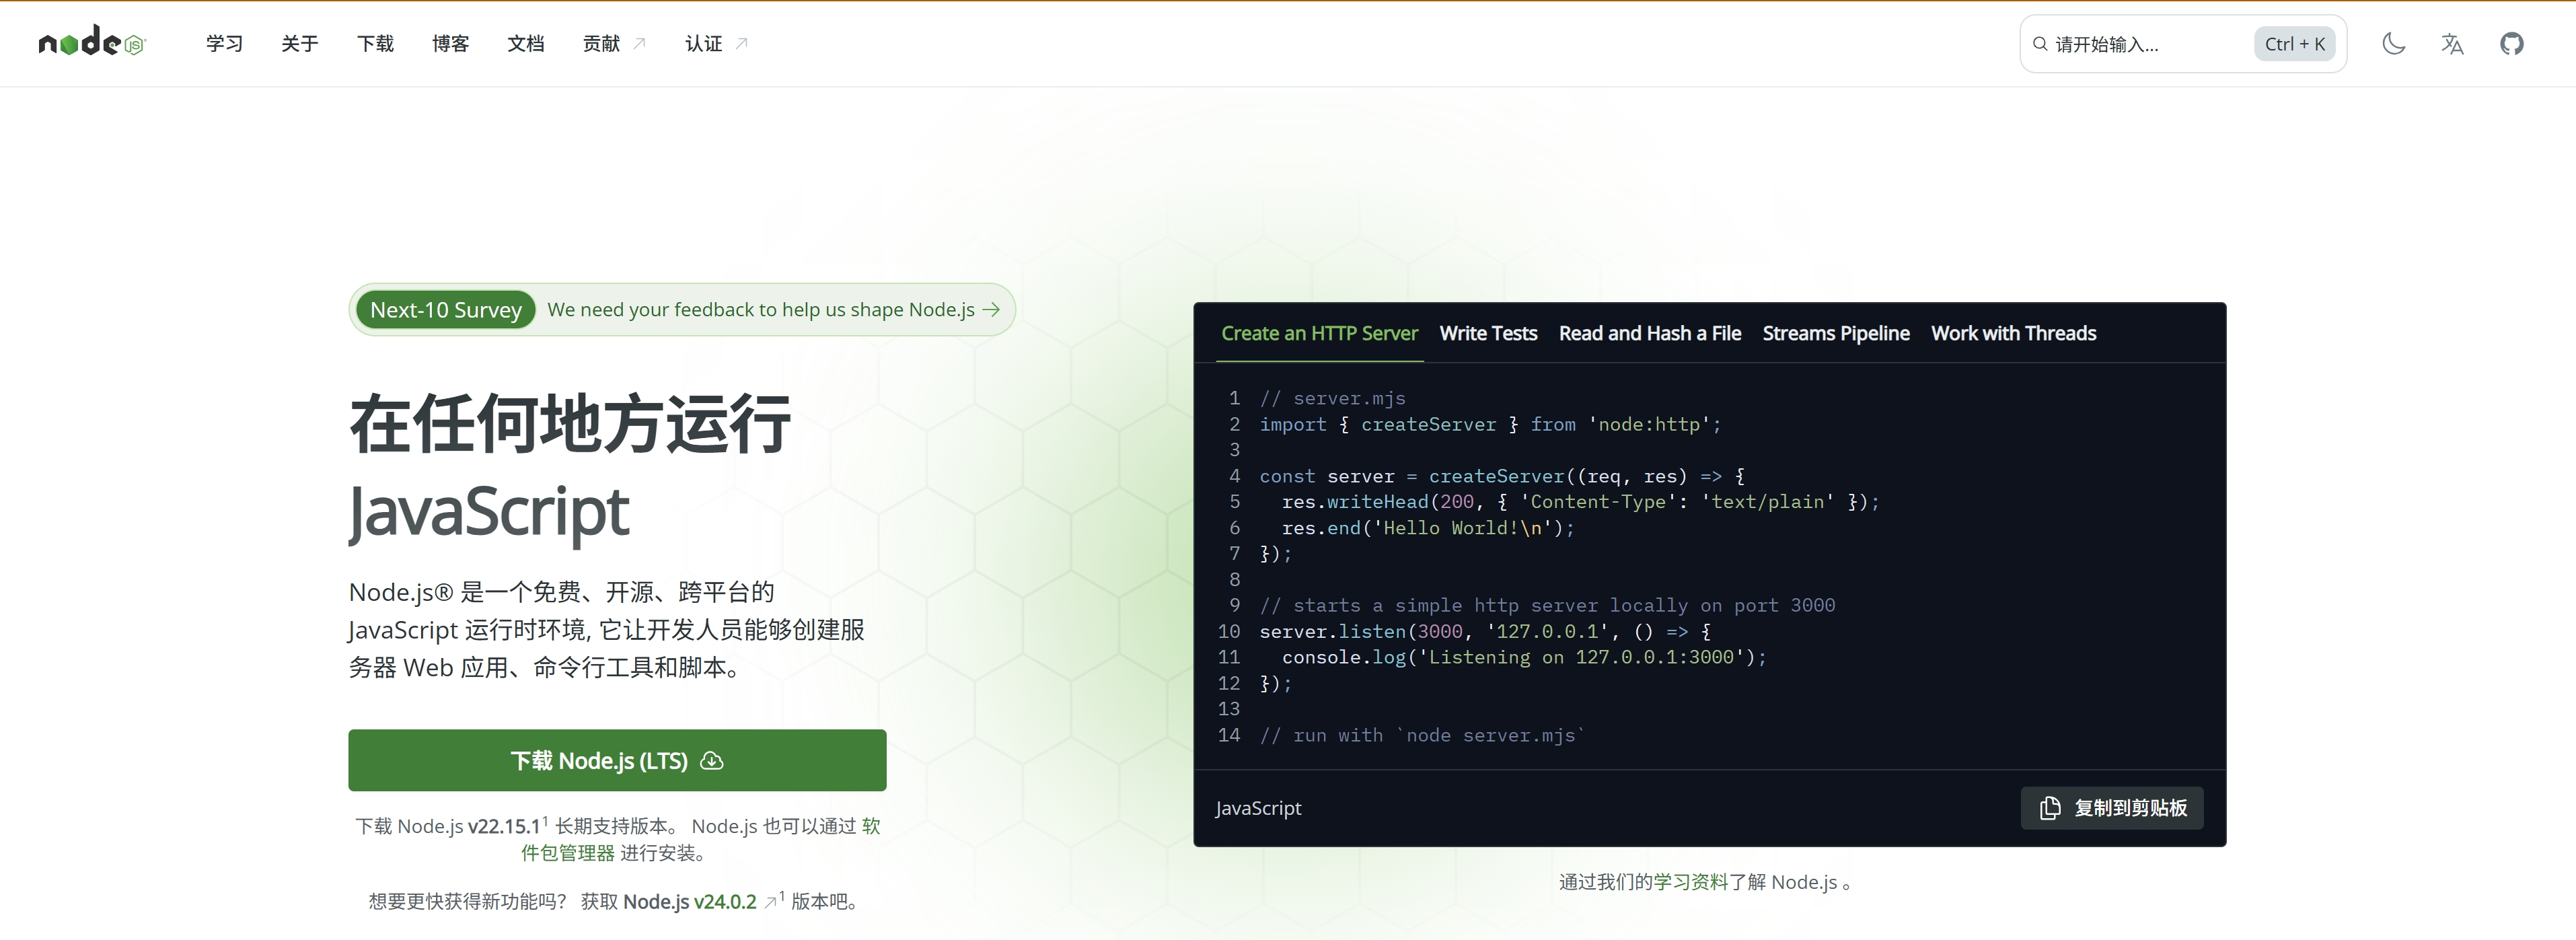 node JS
学习 关于 下载 博客 文档 贡献 认证
请开始输入... Ctrl + K
Next-10 Survey We need your feedback to help us shape Node.js
在任何地方运行
JavaScript
Node.js® 是一个免费、开源、跨平台的
JavaScript 运行时环境, 它让开发人员能够创建服
务器 Web 应用、命令行工具和脚本。
下载 Node.js (LTS)
下载 Node.js v22.15.1¹ 长期支持版本。 Node.js 也可以通过 软
件包管理器 进行安装。
想要更快获得新功能吗? 获取 Node.js v24.0.2 ¹ 版本吧。
Create an HTTP Server Write Tests Read and Hash a File Streams Pipeline Work with Threads
1 // server.mjs
2 import { createServer } from 'node:http';
3
4 const server = createServer((req, res) => {
5   res.writeHead(200, { 'Content-Type': 'text/plain' });
6   res.end('Hello World!\n');
7 });
8
9 // starts a simple http server locally on port 3000
10 server.listen(3000, '127.0.0.1', () => {
11   console.log('Listening on 127.0.0.1:3000');
12 });
13
14 // run with `node server.mjs`
JavaScript 复制到剪贴板
通过我们的学习资料了解 Node.js 。